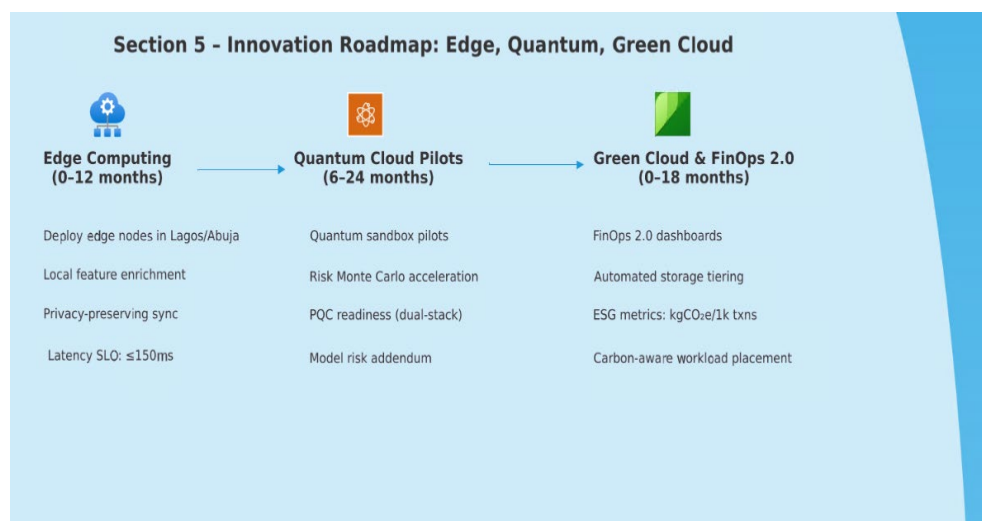 Section 5 – Innovation Roadmap: Edge, Quantum, Green Cloud
Edge Computing
(0–12 months)
Deploy edge nodes in Lagos/Abuja
Local feature enrichment
Privacy-preserving sync
Latency SLO: ≤150ms
Quantum Cloud Pilots
(6–24 months)
Quantum sandbox pilots
Risk Monte Carlo acceleration
PQC readiness (dual-stack)
Model risk addendum
Green Cloud & FinOps 2.0
(0–18 months)
FinOps 2.0 dashboards
Automated storage tiering
ESG metrics: kgCO₂e/1k txns
Carbon-aware workload placement